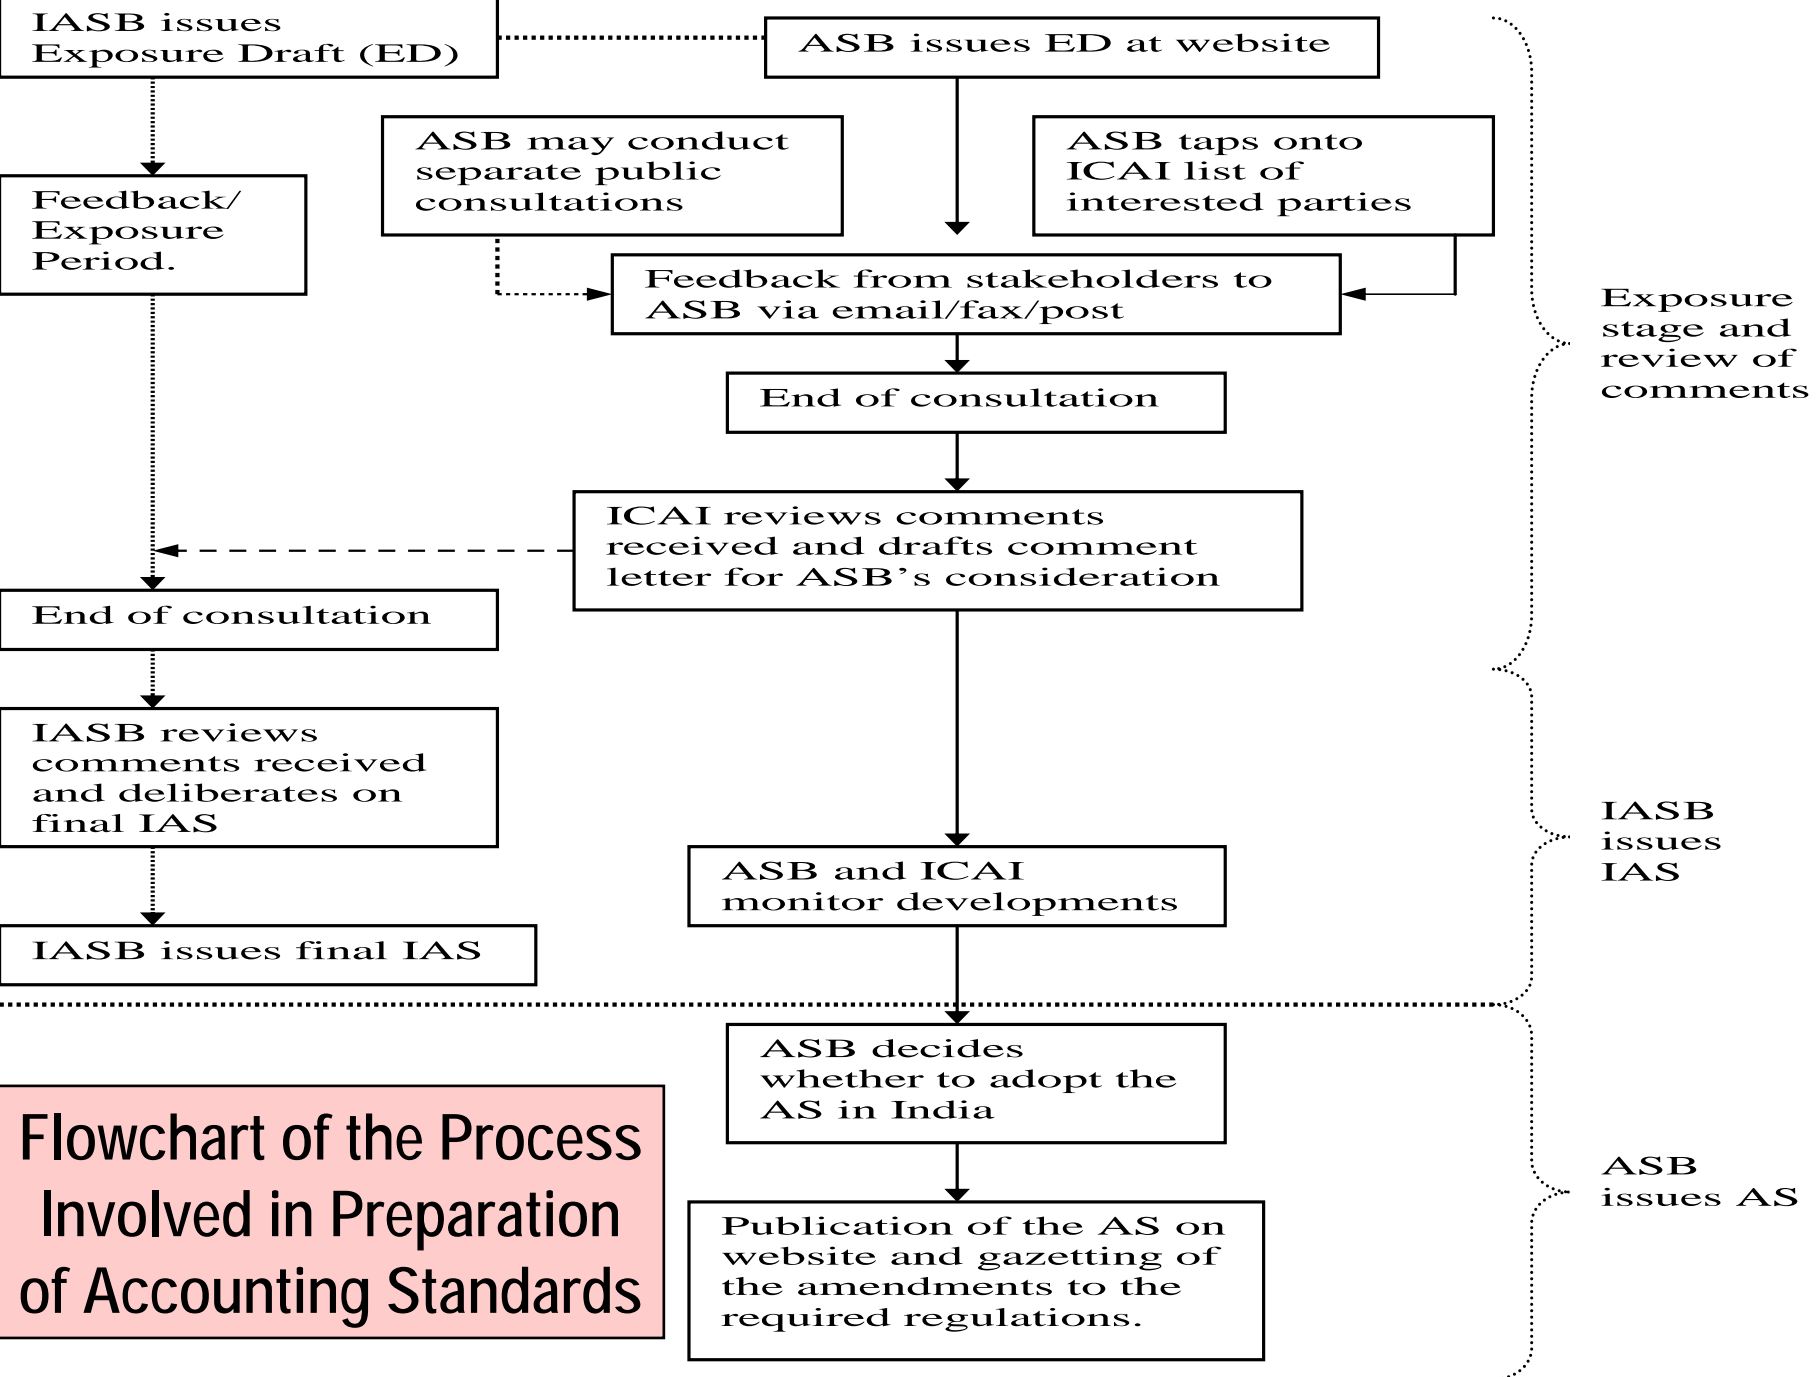 IASB issues
Exposure Draft (ED)
ASB issues ED at website
ASB may conduct
separate public
consultations
ASB taps onto
ICAI list of
interested parties
Feedback/
Exposure
Period.
Feedback from stakeholders to
ASB via email/fax/post
Exposure
stage and
review of
comments
End of consultation
ICAI reviews comments
received and drafts comment
letter for ASB's consideration
End of consultation
IASB reviews
comments received
and deliberates on
final IAS
IASB
issues
IAS
ASB and ICAI
monitor developments
IASB issues final IAS
ASB decides
whether to adopt the
AS in India
Flowchart of the Process
Involved in Preparation
of Accounting Standards
ASB
issues AS
Publication of the AS on
website and gazetting of
the amendments to the
required regulations.